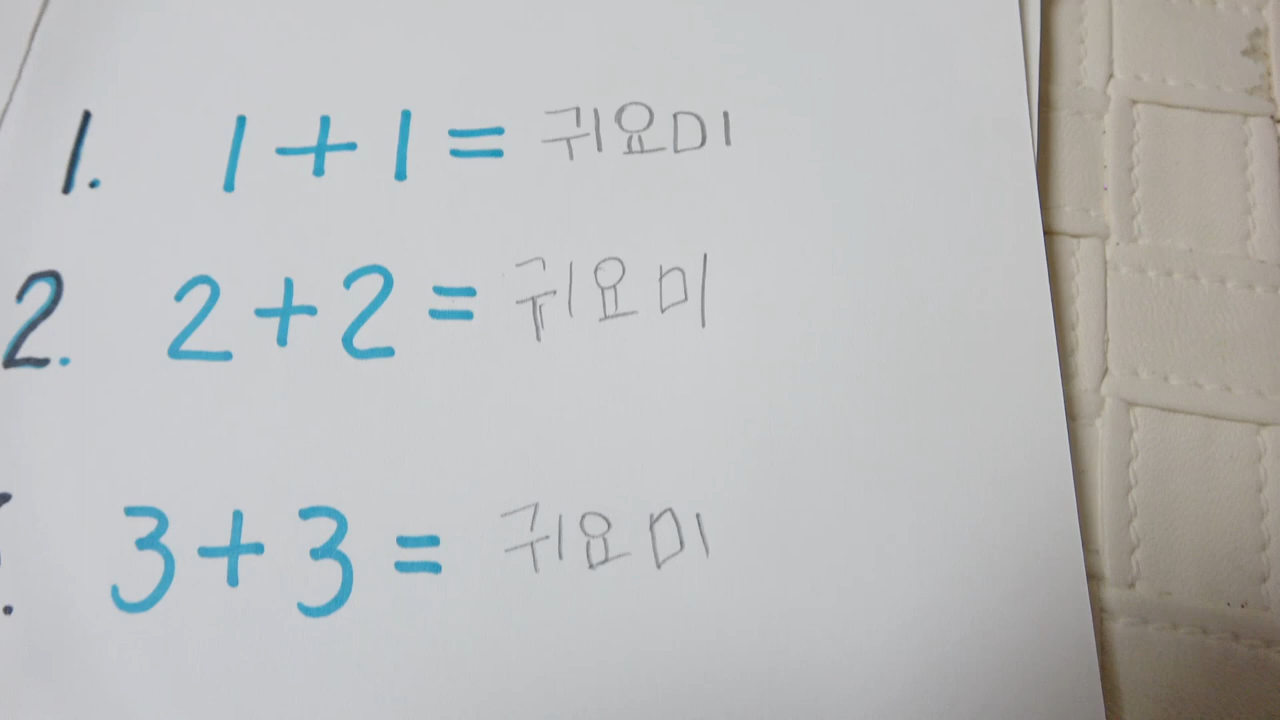 1. 1+1= 귀요미
2. 2+2= 귀요미
3+3= 귀요미